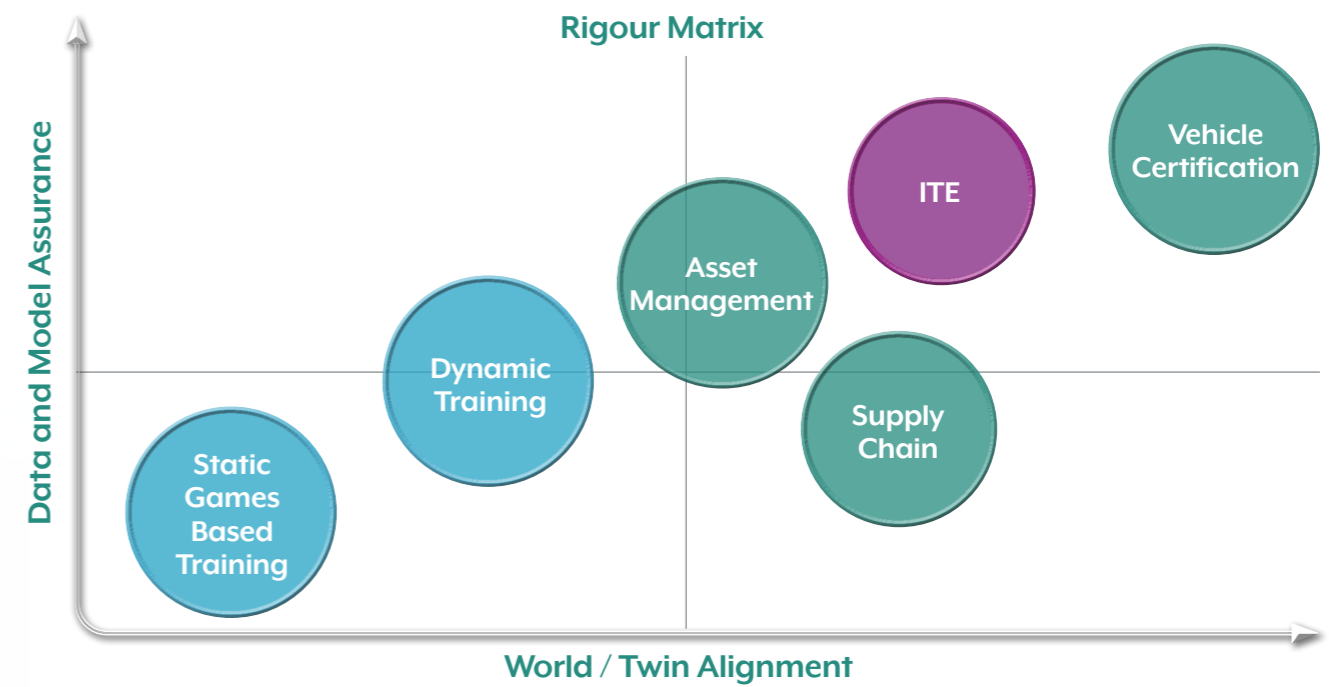 Rigour Matrix
Data and Model Assurance
Vehicle
Certification
ITE
Asset
Management
Dynamic
Training
Supply
Chain
Static
Games
Based
Training
World / Twin Alignment